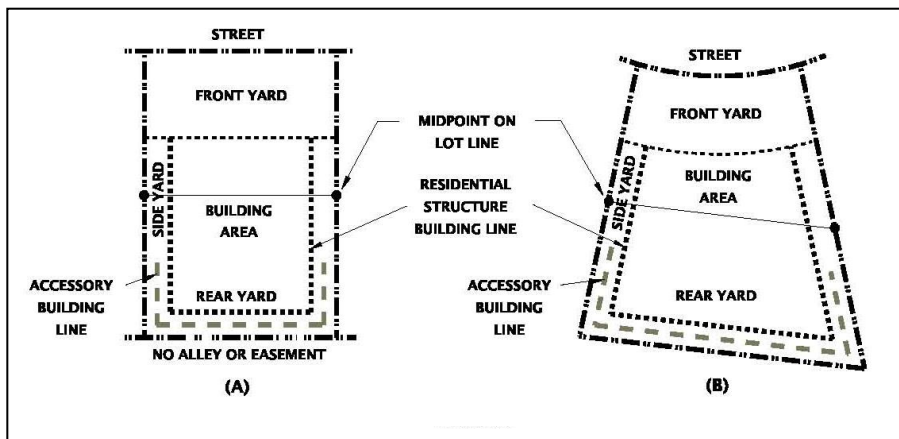 STREET
FRONT YARD
SIDE YARD
BUILDING
AREA
ACCESSORY
BUILDING
LINE
REAR YARD
NO ALLEY OR EASEMENT
(A)
MIDPOINT ON
LOT LINE
RESIDENTIAL
STRUCTURE
BUILDING LINE
STREET
FRONT YARD
SIDE YARD
BUILDING
AREA
ACCESSORY
BUILDING
LINE
REAR YARD
(B)